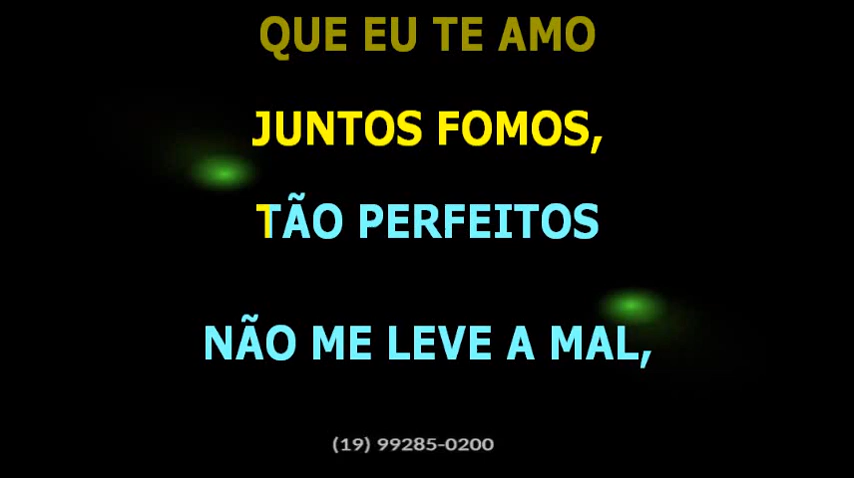 QUE EU TE AMO
JUNTOS FOMOS,
TÃO PERFEITOS
NÃO ME LEVE A MAL,
(19) 99285-0200